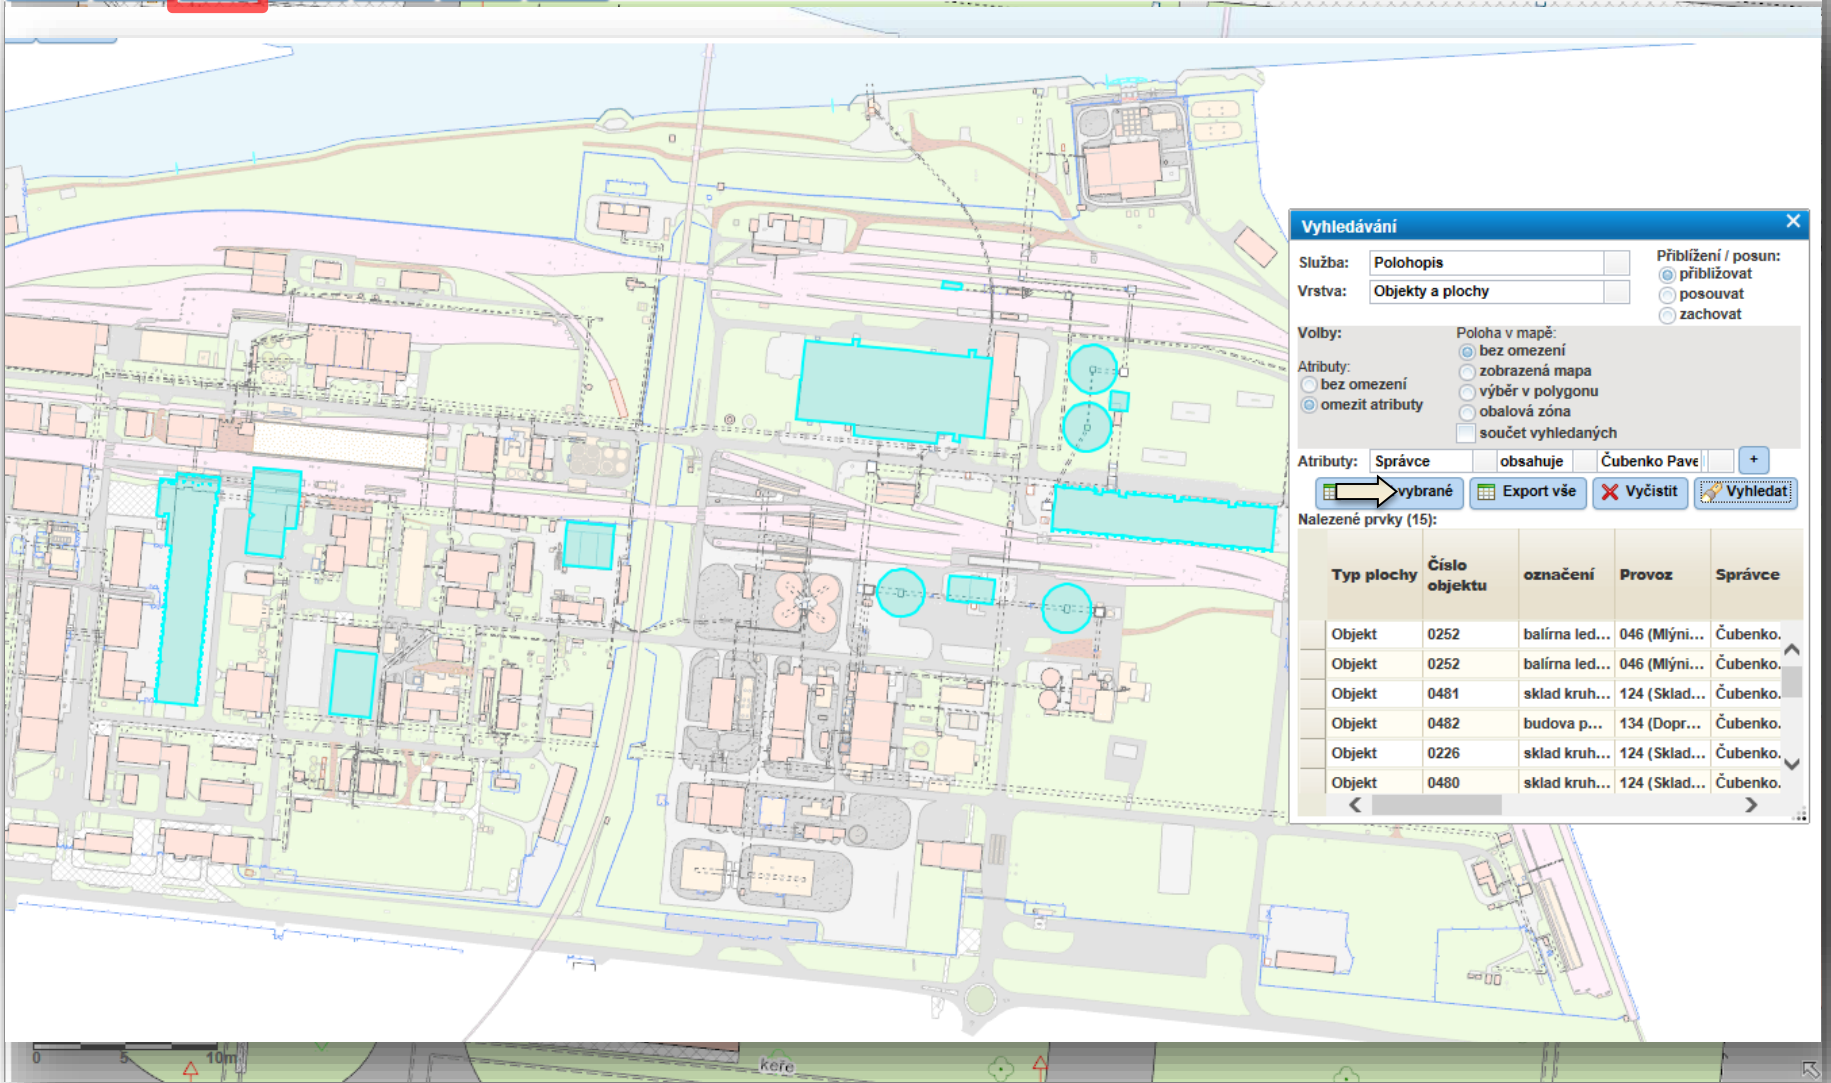 Vyhledávání
Služba: Polohopis
Vrstva: Objekty a plochy
Přiblížení / posun:
přibližovat
posouvat
zachovat
Volby:
Atributy:
bez omezení
omezit atributy
Poloha v mapě:
bez omezení
zobrazená mapa
výběr v polygonu
obalová zóna
součet vyhledaných
Atributy: Správce obsahuje Čubenko Pave +
vybrané Export vše Vyčistit Vyhledat
Nalezené prvky (15):
Typ plochy Číslo objektu označení Provoz Správce
Objekt 0252 balírna led... 046 (Mlýni... Čubenko.
Objekt 0252 balírna led... 046 (Mlýni... Čubenko.
Objekt 0481 sklad kruh... 124 (Sklad... Čubenko.
Objekt 0482 budova p... 134 (Dopr... Čubenko.
Objekt 0226 sklad kruh... 124 (Sklad... Čubenko.
Objekt 0480 sklad kruh... 124 (Sklad... Čubenko.
0 5 10m
keře